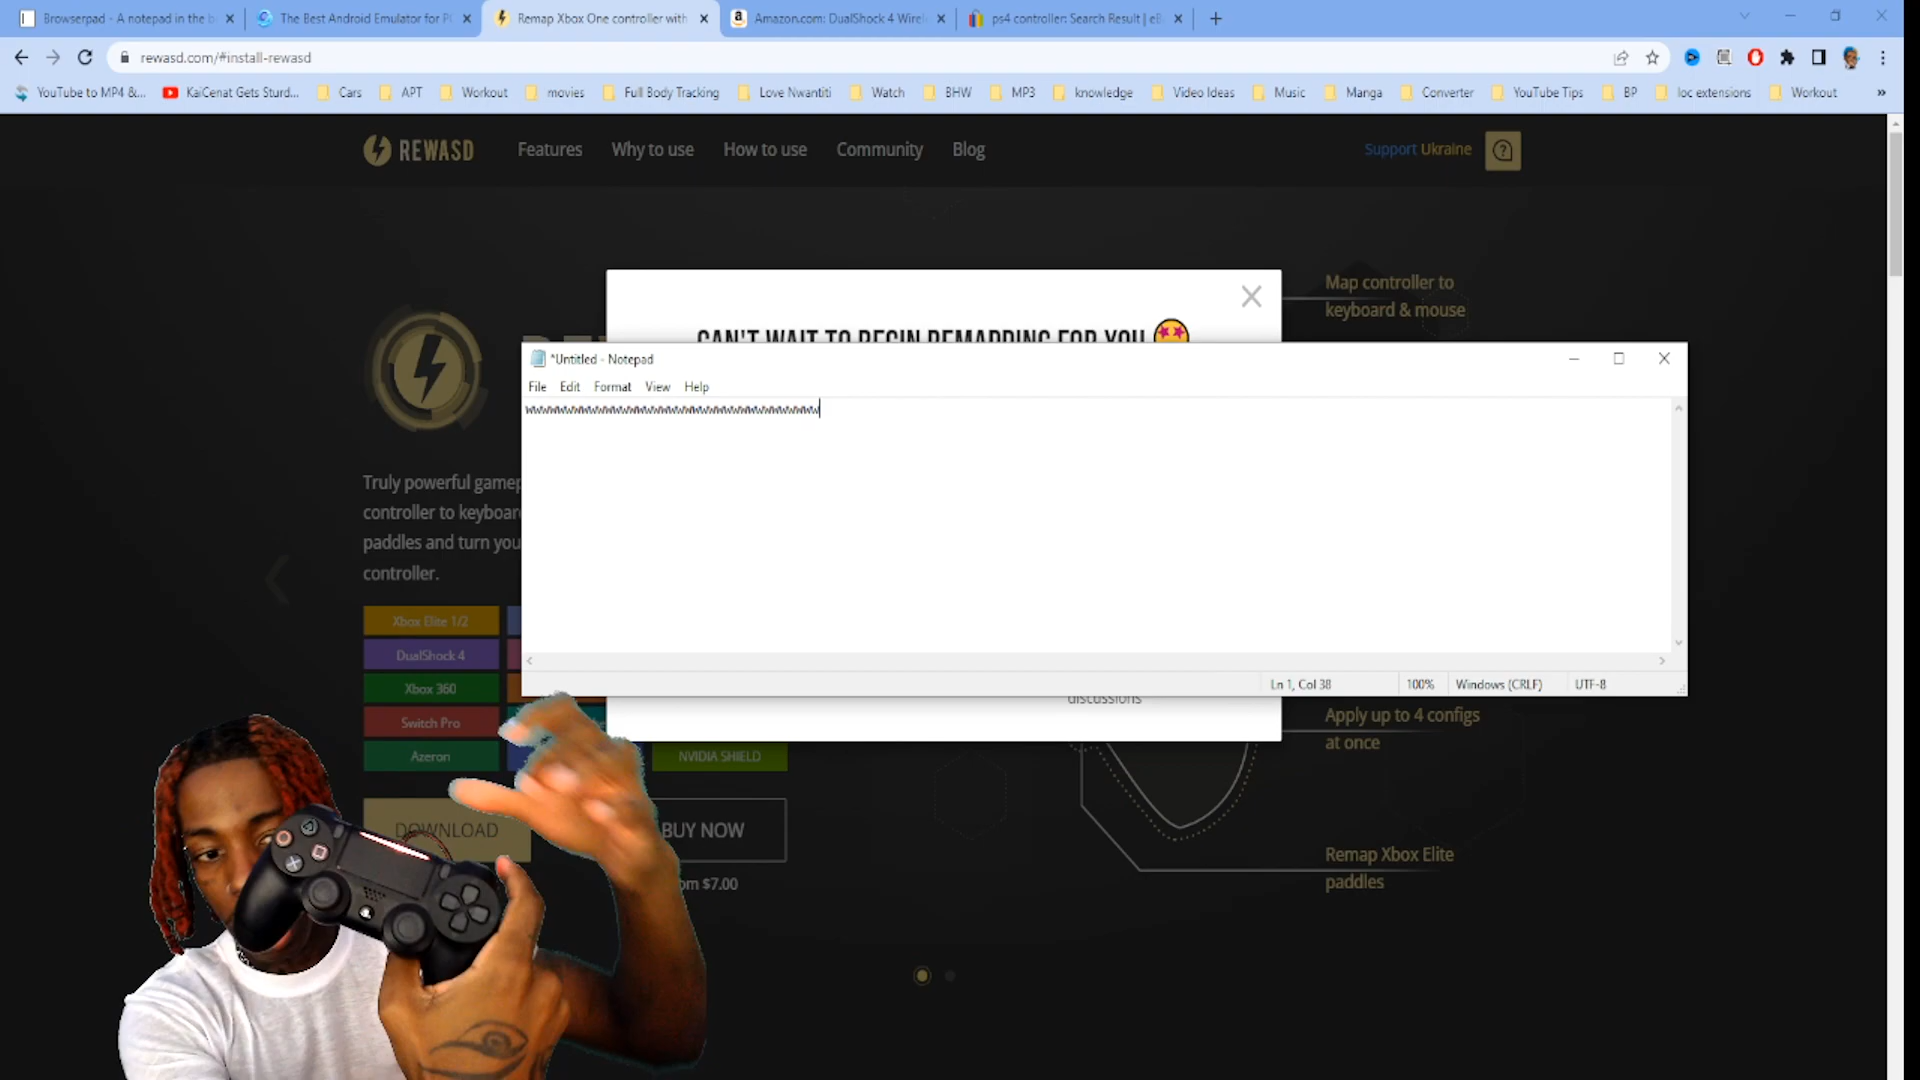 Browserpad - A notepad in the b
The Best Android Emulator for P
Remap Xbox One controller with
Amazon.com: DualShock 4 Wirel
ps4 controller: Search Result | eB
rewasd.com/#install-rewasd
YouTube to MP4 &...
KaiCenat Gets Sturd...
Cars
APT
Workout
movies
Full Body Tracking
Love Nwantiti
Watch
BHW
MP3
knowledge
Video Ideas
Music
Manga
Converter
YouTube Tips
BP
loc extensions
Workout
REWASD
Features
Why to use
How to use
Community
Blog
Support Ukraine
CAN'T WAIT TO BEGIN REMAPPING FOR YOU
Map controller to
keyboard & mouse
*Untitled - Notepad
File
Edit
Format
View
Help
wwwwwwwwwwwwwwwwwwwwwwwwwwwwwwwwwwwww
Ln 1, Col 38
100%
Windows (CRLF)
UTF-8
Truly powerful
controller to
paddles and turn
controller.
Xbox Elite 1/2
DualShock 4
Xbox 360
Switch Pro
Azeron
NVIDIA SHIELD
discussions
Apply up to 4 configs
at once
DOWNLOAD
BUY NOW
$7.00
Remap Xbox Elite
paddles